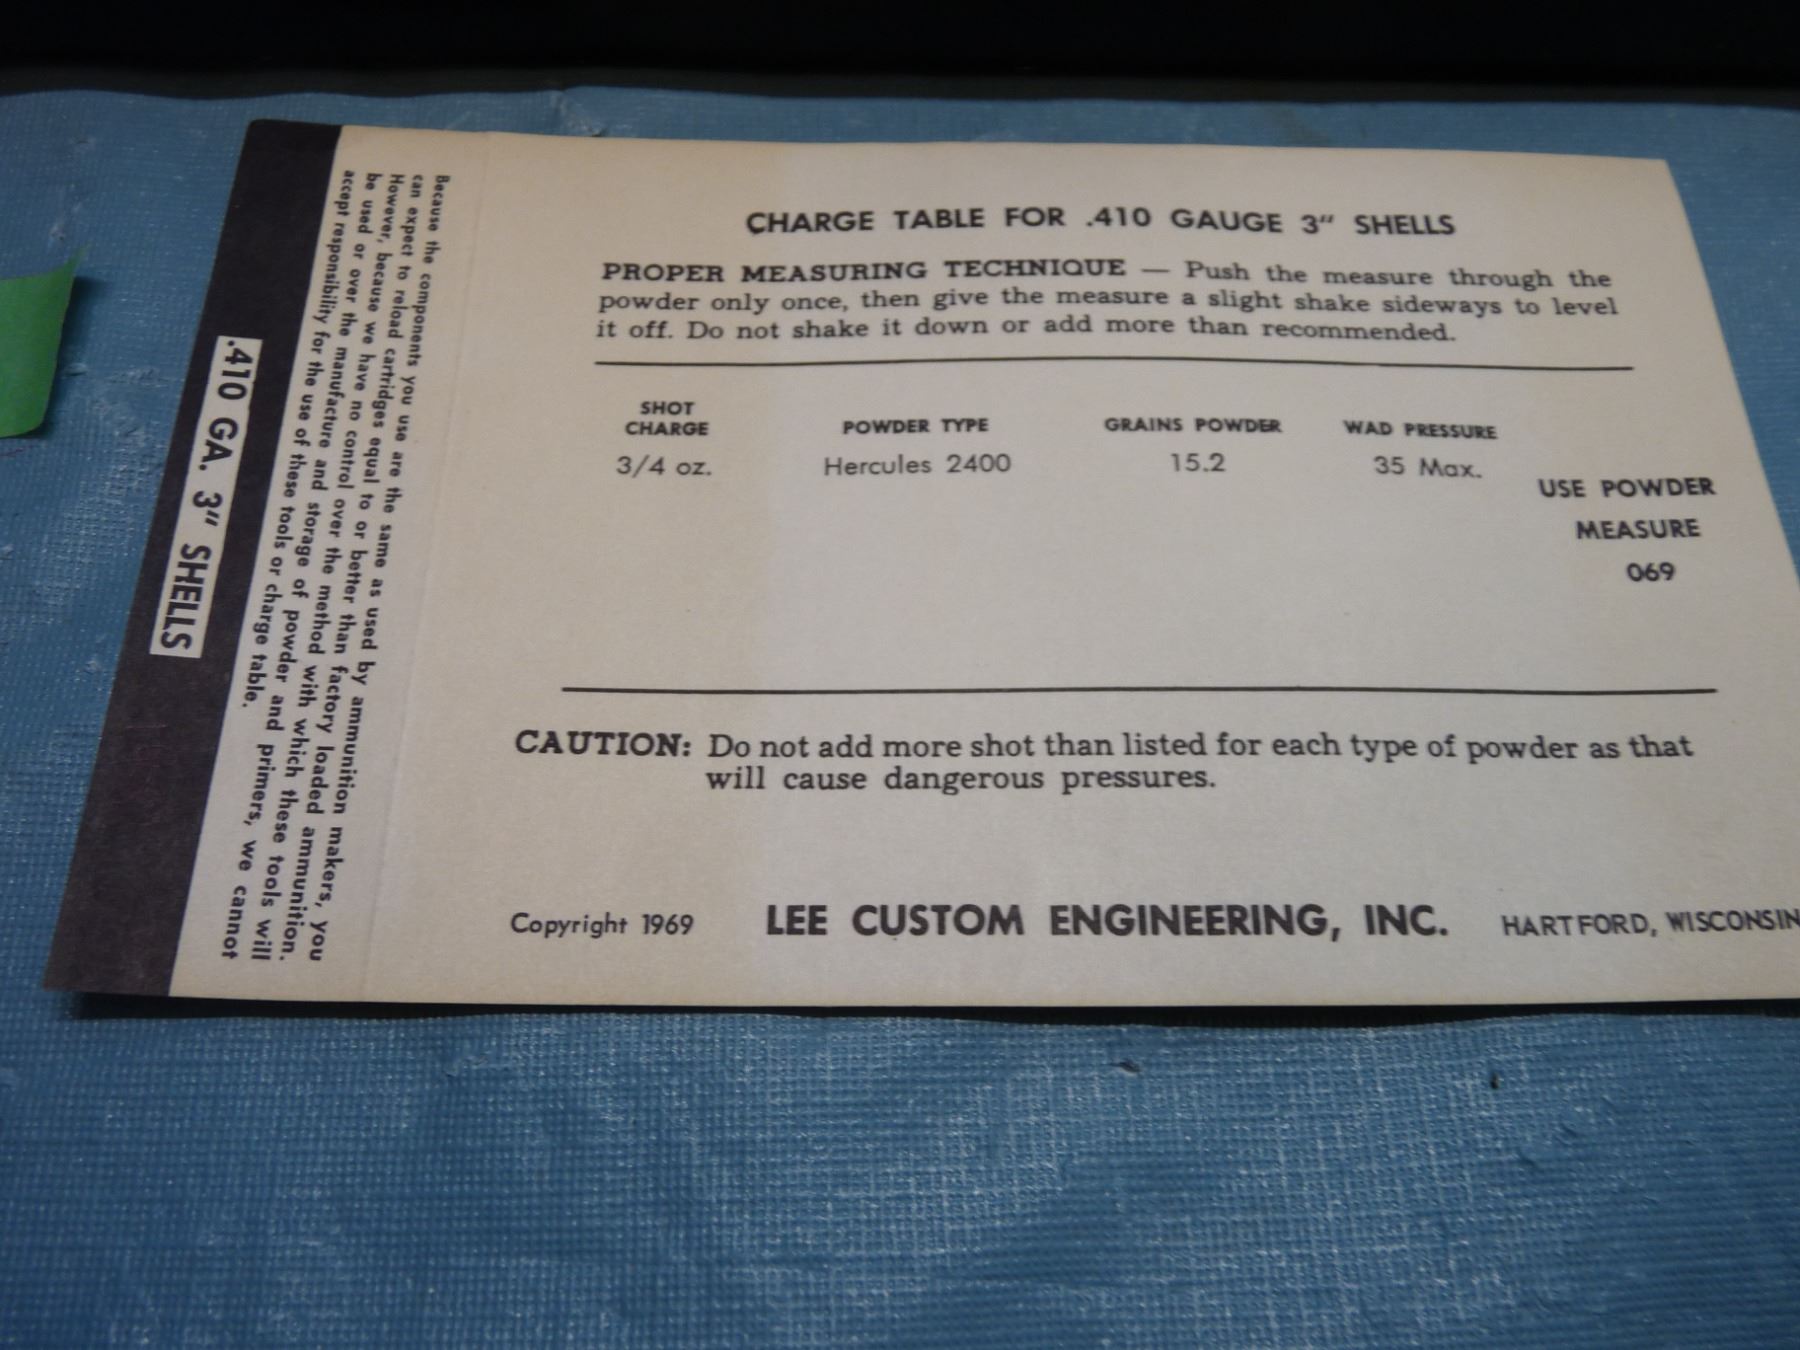 CHARGE TABLE FOR .410 GAUGE 3" SHELLS
PROPER MEASURING TECHNIQUE — Push the measure through the
powder only once, then give the measure a slight shake sideways to level
it off. Do not shake it down or add more than recommended.
SHOT CHARGE POWDER TYPE GRAINS POWDER WAD PRESSURE
3/4 oz. Hercules 2400 15.2 35 Max.
USE POWDER
MEASURE
069
CAUTION: Do not add more shot than listed for each type of powder as that
will cause dangerous pressures.
Copyright 1969 LEE CUSTOM ENGINEERING, INC. HARTFORD, WISCONSIN
Because the components you use are the same as used by ammunition makers, you
can expect to reload cartridges equal to or better than factory loaded ammunition.
However, because we have no control over the method with which these tools will
be used or over the manufacture and storage of powder and primers, we cannot
accept responsibility for the use of these tools or charge table.
.410 GA. 3" SHELLS